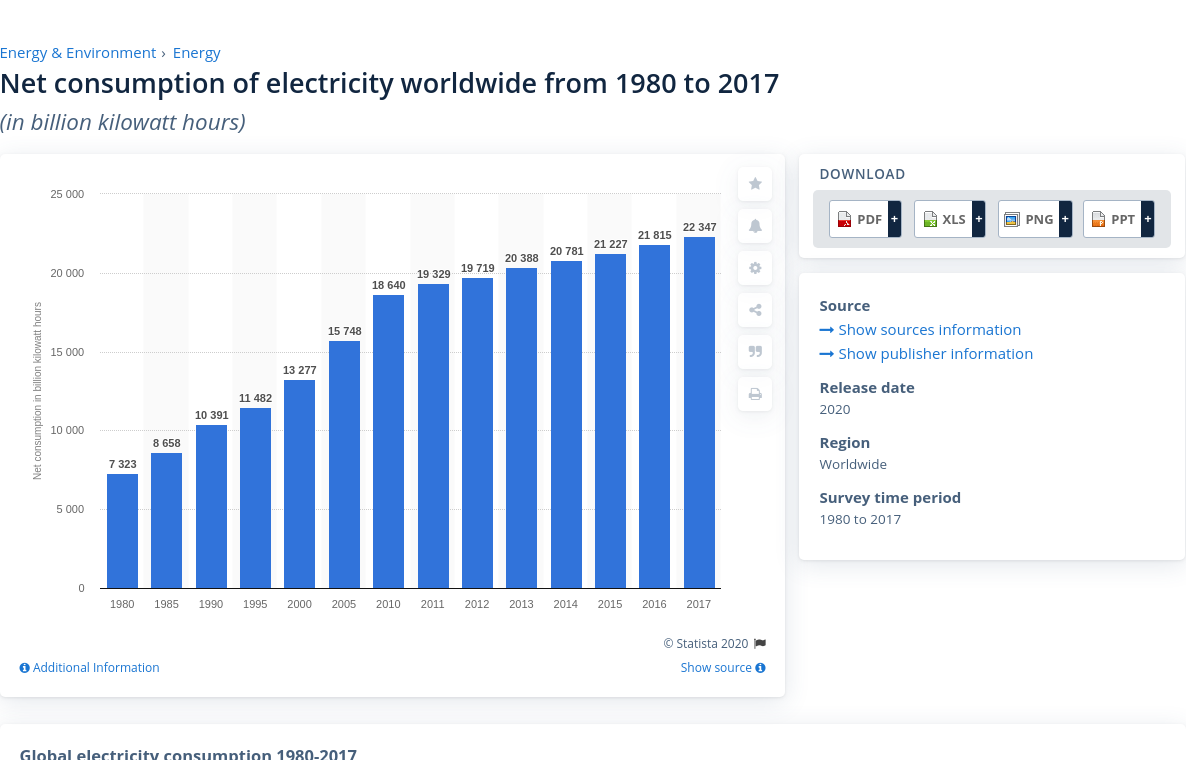 Energy & Environment › Energy
Net consumption of electricity worldwide from 1980 to 2017
(in billion kilowatt hours)
Net consumption in billion kilowatt hours
25 000
20 000
15 000
10 000
5 000
0
7 323
8 658
10 391
11 482
13 277
15 748
18 640
19 329
19 719
20 388
20 781
21 227
21 815
22 347
1980 1985 1990 1995 2000 2005 2010 2011 2012 2013 2014 2015 2016 2017
© Statista 2020
Additional Information
Show source
DOWNLOAD
PDF + XLS + PNG + PPT +
Source
Show sources information
Show publisher information
Release date
2020
Region
Worldwide
Survey time period
1980 to 2017
Global electricity consumption 1980-2017